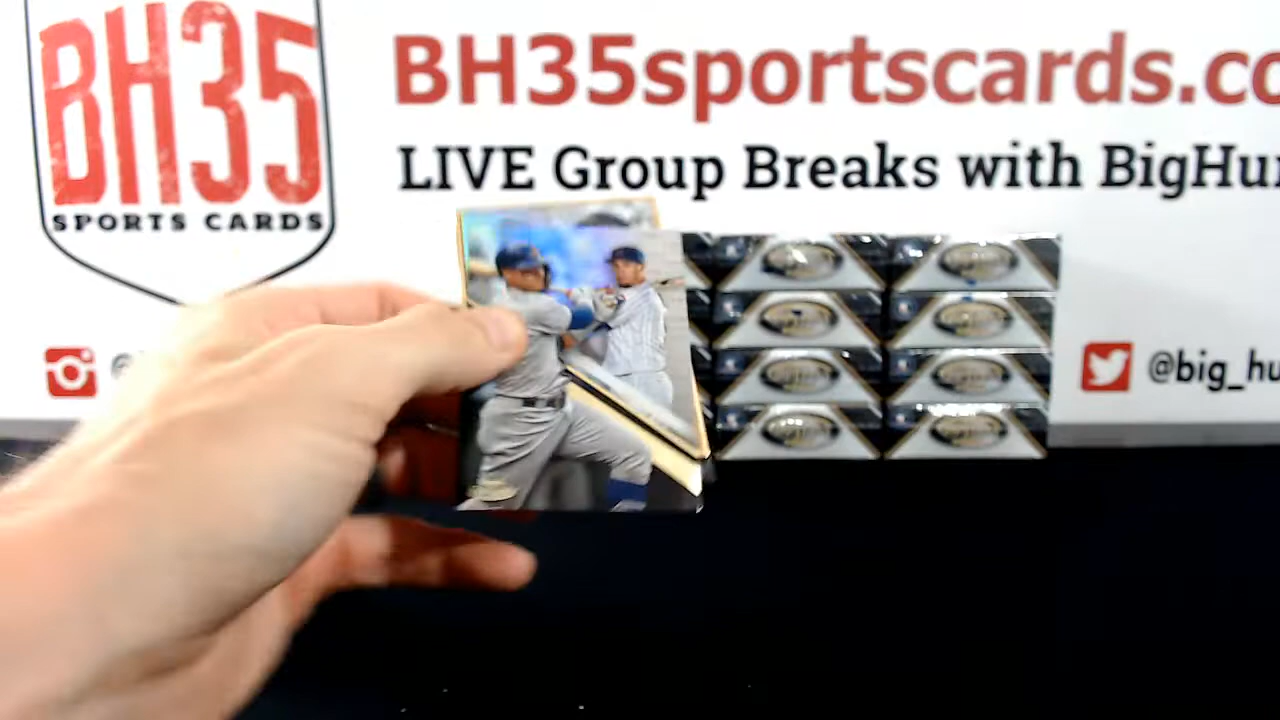 BH35
SPORTS CARDS
BH35sportscards.co
LIVE Group Breaks with BigHu
@big_hu